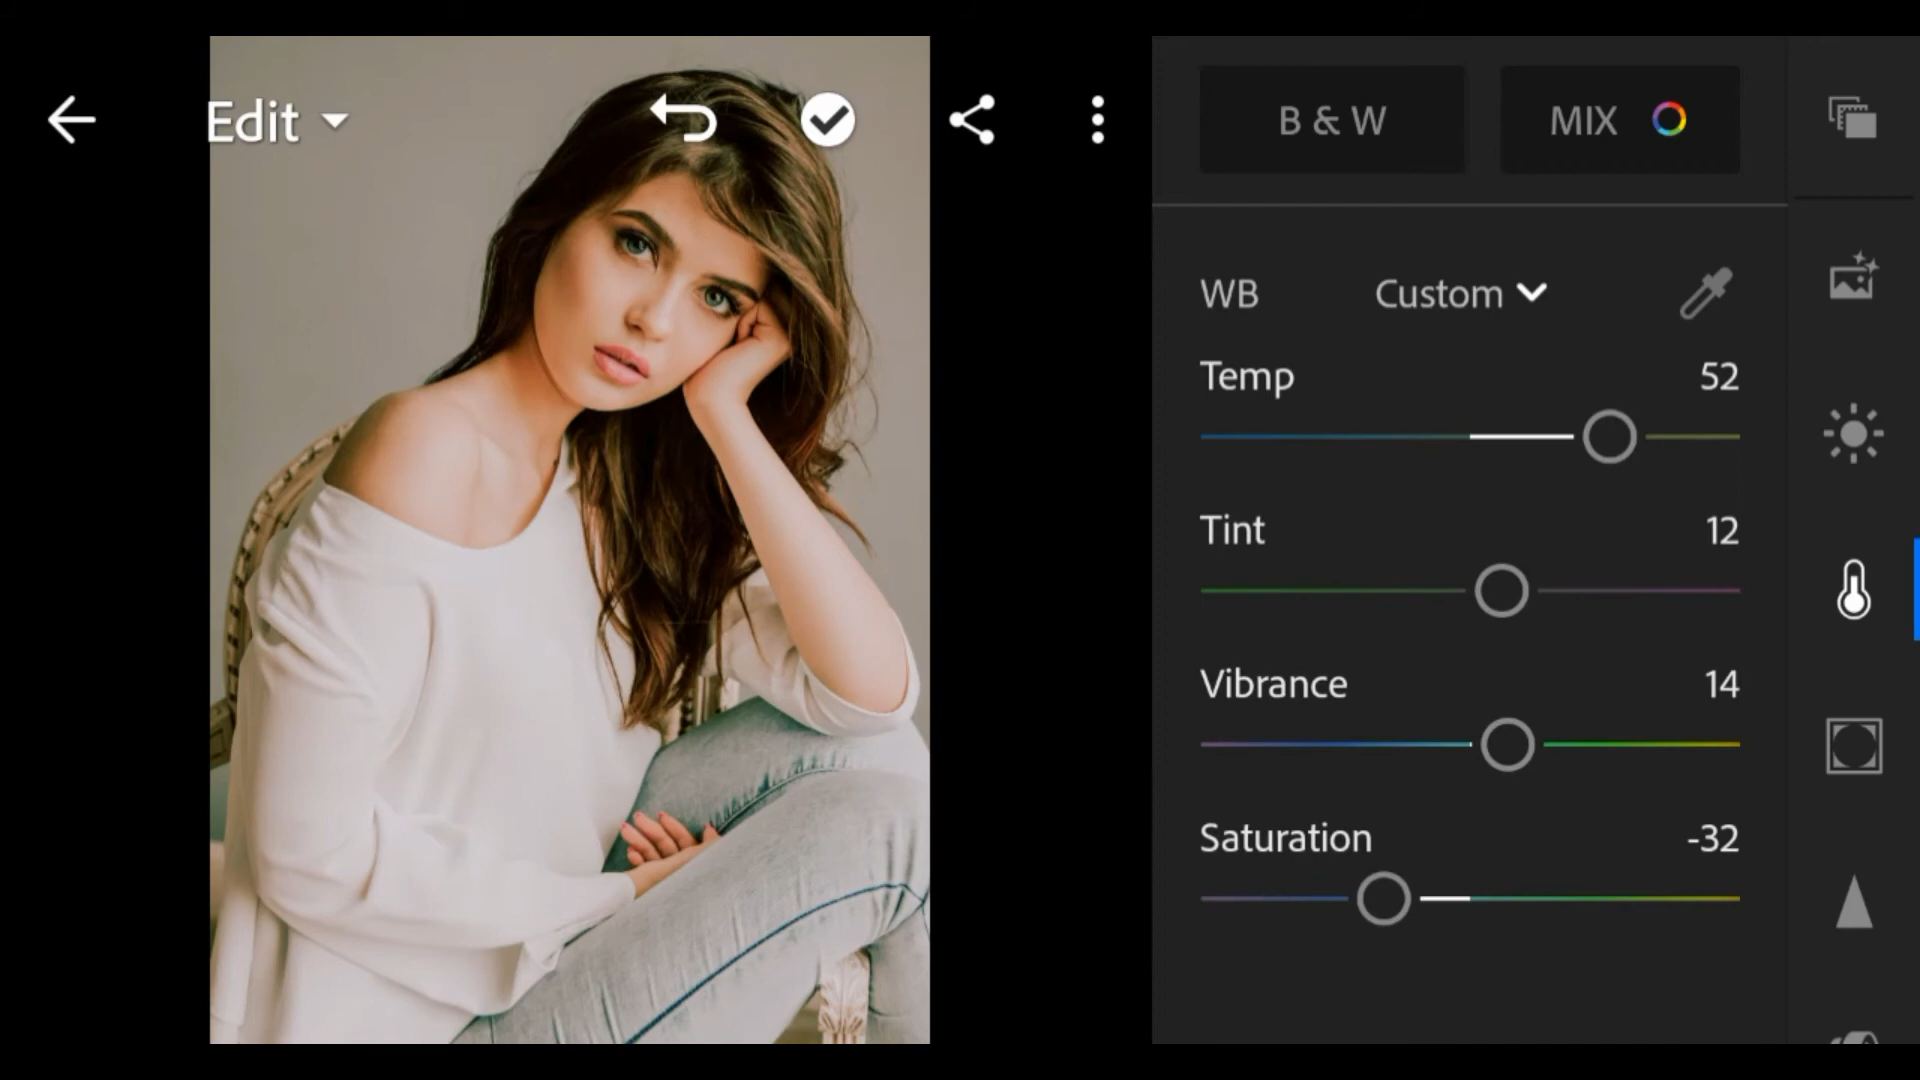 Edit
B & W
MIX
WB Custom
Temp 52
Tint 12
Vibrance 14
Saturation -32